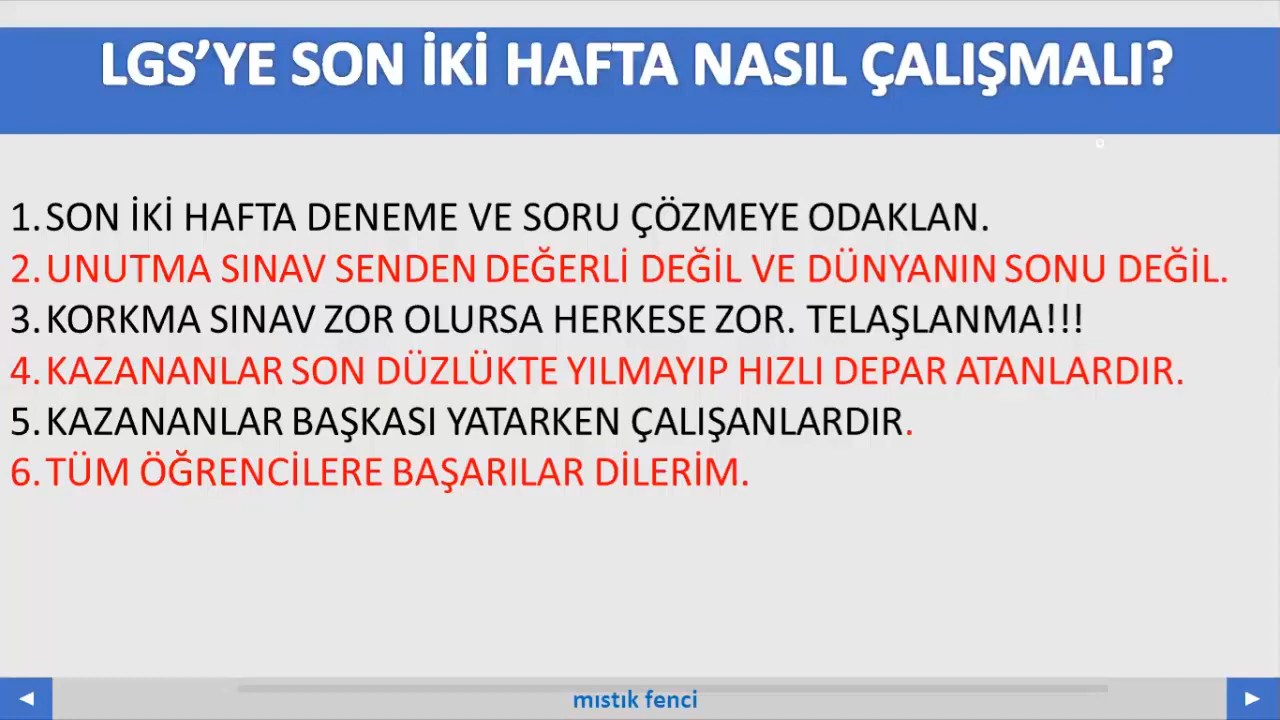 LGS’YE SON İKİ HAFTA NASIL ÇALIŞMALI?
1. SON İKİ HAFTA DENEME VE SORU ÇÖZMEYE ODAKLAN.
2. UNUTMA SINAV SENDEN DEĞERLİ DEĞİL VE DÜNYANIN SONU DEĞİL.
3. KORKMA SINAV ZOR OLURSA HERKESE ZOR. TELAŞLANMA!!!
4. KAZANANLAR SON DÜZLÜKTE YILMAYIP HIZLI DEPAR ATANLARDIR.
5. KAZANANLAR BAŞKASI YATARKEN ÇALIŞANLARDIR.
6. TÜM ÖĞRENCİLERE BAŞARILAR DİLERİM.
mıstık fenci